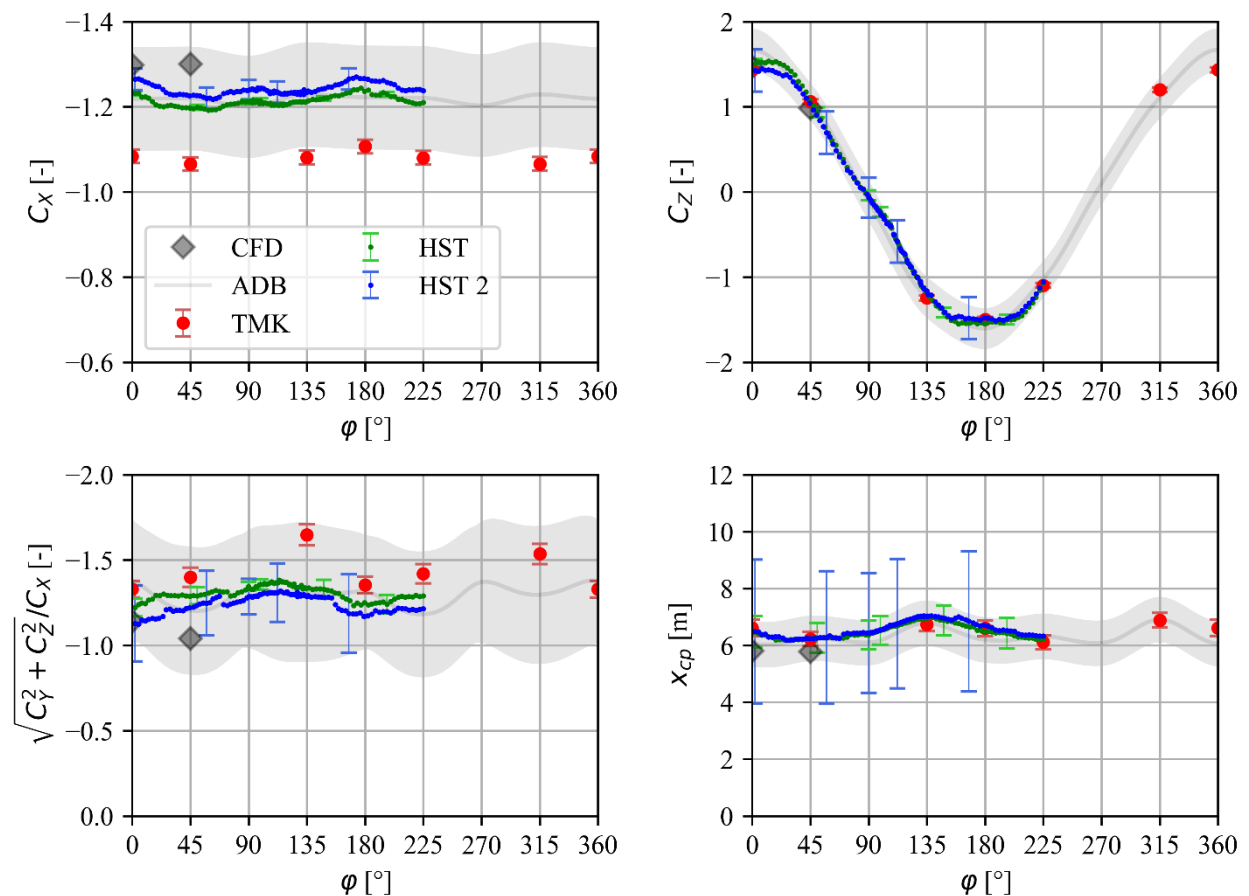 −1.4
−1.2
−1.0
−0.8
−0.6
C_X [-]
0 45 90 135 180 225 270 315 360
φ [°]
CFD
ADB
TMK
HST
HST 2
2
1
0
−1
−2
C_Z [-]
0 45 90 135 180 225 270 315 360
φ [°]
−2.0
−1.5
−1.0
−0.5
0.0
√C_Y^2 + C_Z^2/C_X [-]
0 45 90 135 180 225 270 315 360
φ [°]
12
10
8
6
4
2
0
x_cp [m]
0 45 90 135 180 225 270 315 360
φ [°]